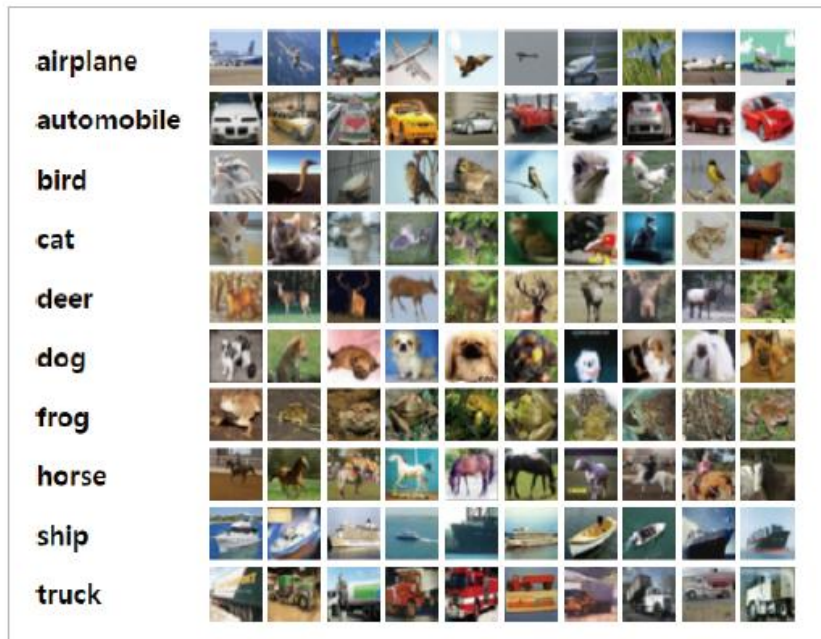 airplane
automobile
bird
cat
deer
dog
frog
horse
ship
truck